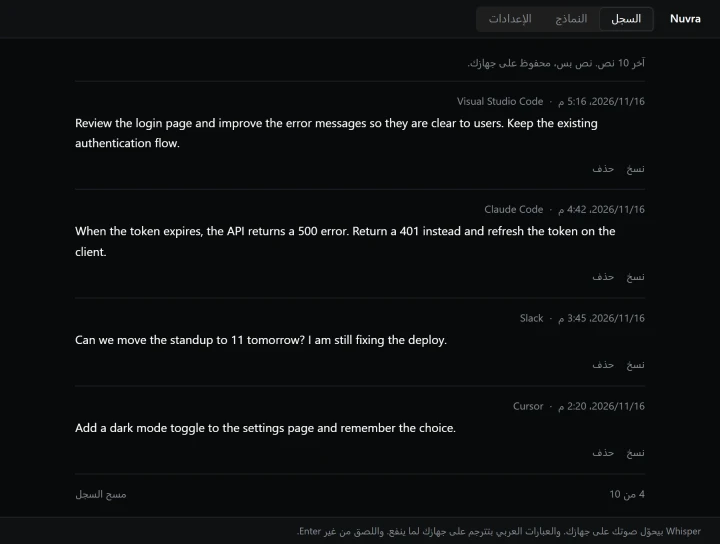 Nuvra
السجل
النماذج
الإعدادات
آخر 10 نص. نص بس، محفوظ على جهازك.
2026/11/16، 5:16 م · Visual Studio Code
Review the login page and improve the error messages so they are clear to users. Keep the existing
authentication flow.
نسخ حذف
2026/11/16، 4:42 م · Claude Code
When the token expires, the API returns a 500 error. Return a 401 instead and refresh the token on the
client.
نسخ حذف
2026/11/16، 3:45 م · Slack
Can we move the standup to 11 tomorrow? I am still fixing the deploy.
نسخ حذف
2026/11/16، 2:20 م · Cursor
Add a dark mode toggle to the settings page and remember the choice.
نسخ حذف
4 من 10
مسح السجل
Whisper بيحوّل صوتك على جهازك. والعبارات العربي بتترجم على جهازك لما ينفع. واللصق من غير Enter.